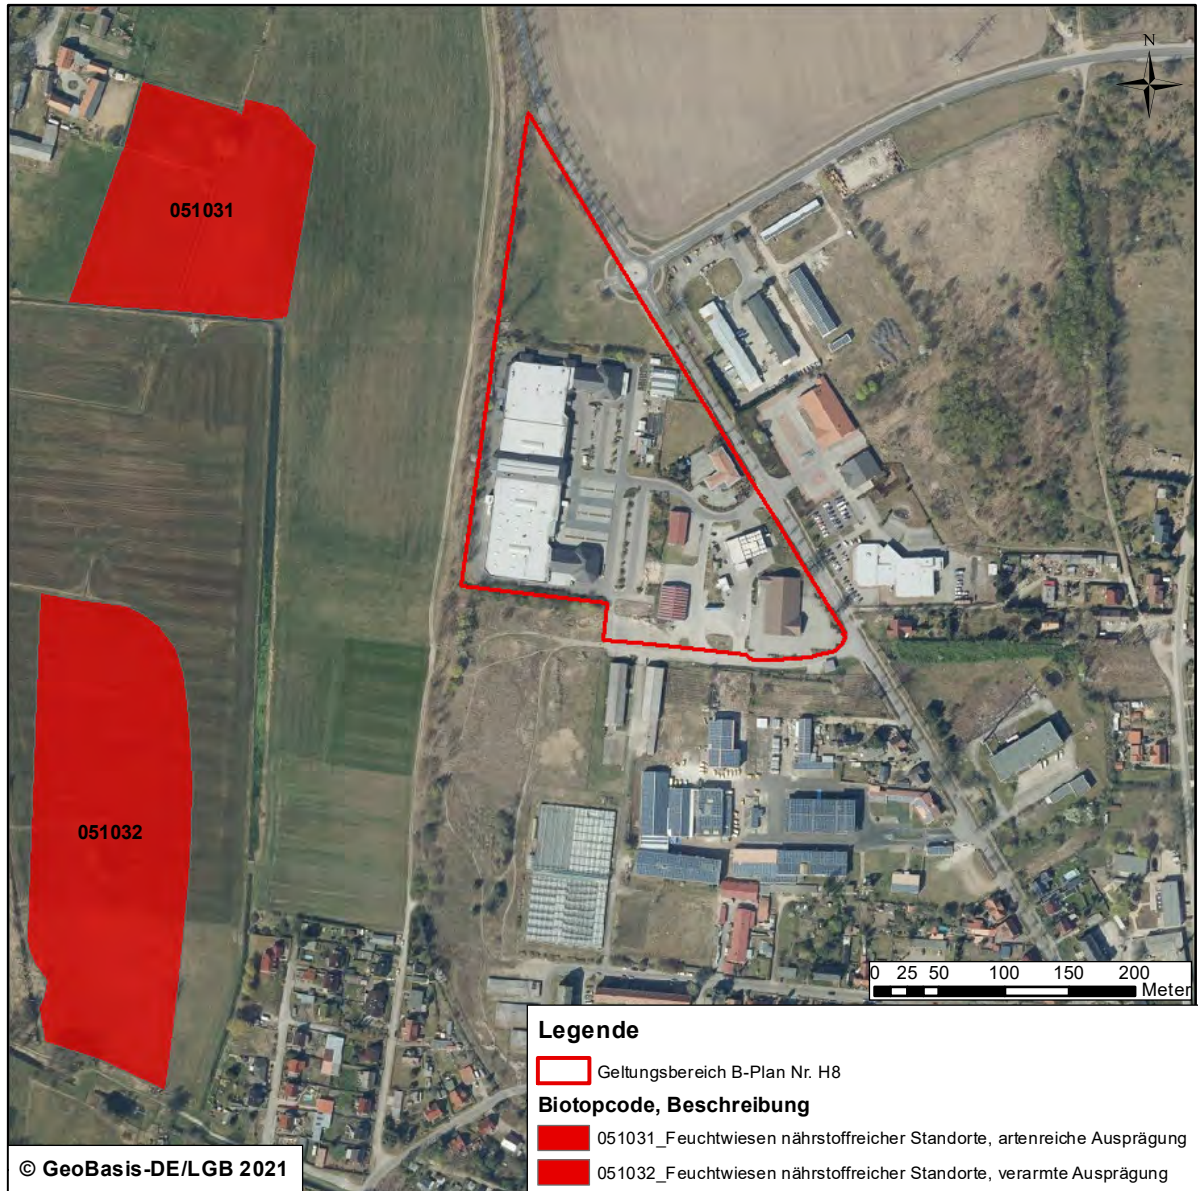 N
051031
051032
0 25 50 100 150 200
Meter
Legende
Geltungsbereich B-Plan Nr. H8
Biotopcode, Beschreibung
051031_Feuchtwiesen nährstoffreicher Standorte, artenreiche Ausprägung
051032_Feuchtwiesen nährstoffreicher Standorte, verarmte Ausprägung
© GeoBasis-DE/LGB 2021